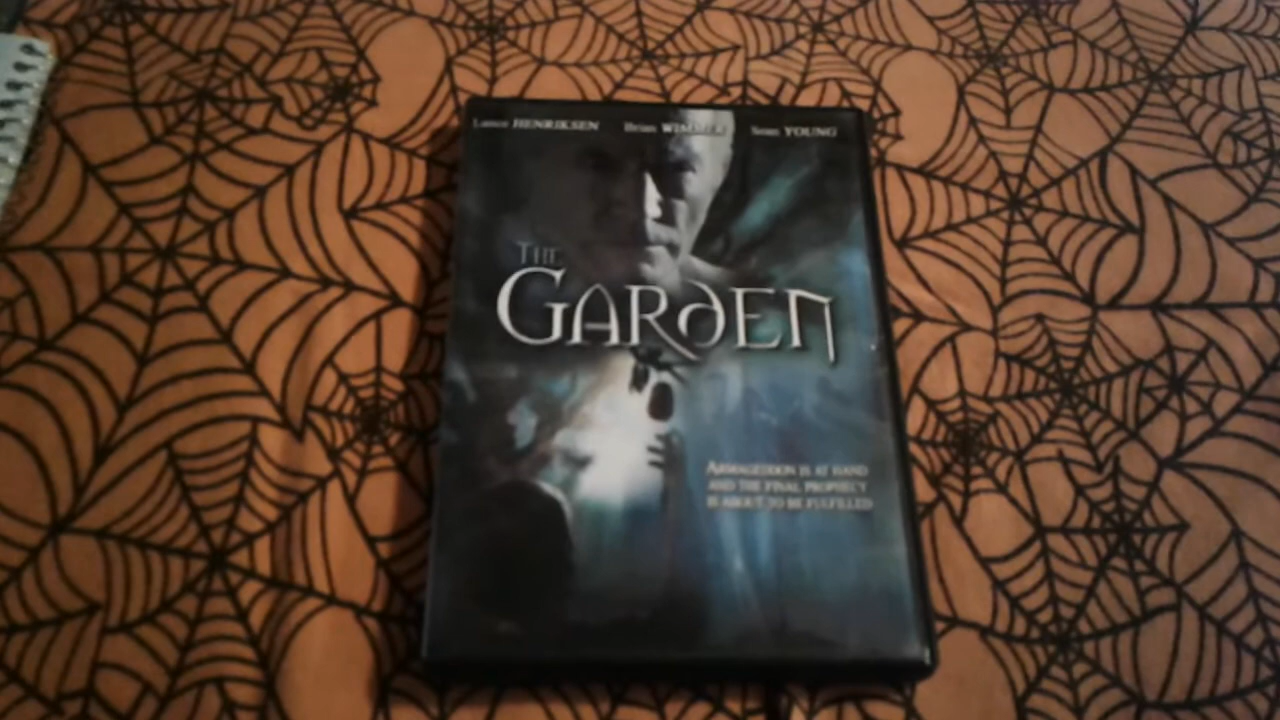 Lance HENRIKSEN Brian WIMMER Sean YOUNG
THE
GARDEN
ARMAGEDDON IS AT HAND
AND THE FINAL PROPHECY
IS ABOUT TO BE FULFILLED